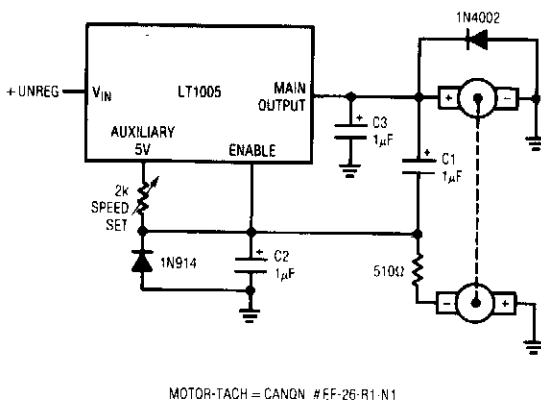 1N4002
LT1005
+UNREG
VIN
MAIN
OUTPUT
+
-
AUXILIARY
5V
ENABLE
+
C3
1µF
+
C1
1µF
2k
SPEED
SET
1N914
+
C2
1µF
510Ω
-
+
MOTOR-TACH = CANON #EF-26-R1-N1